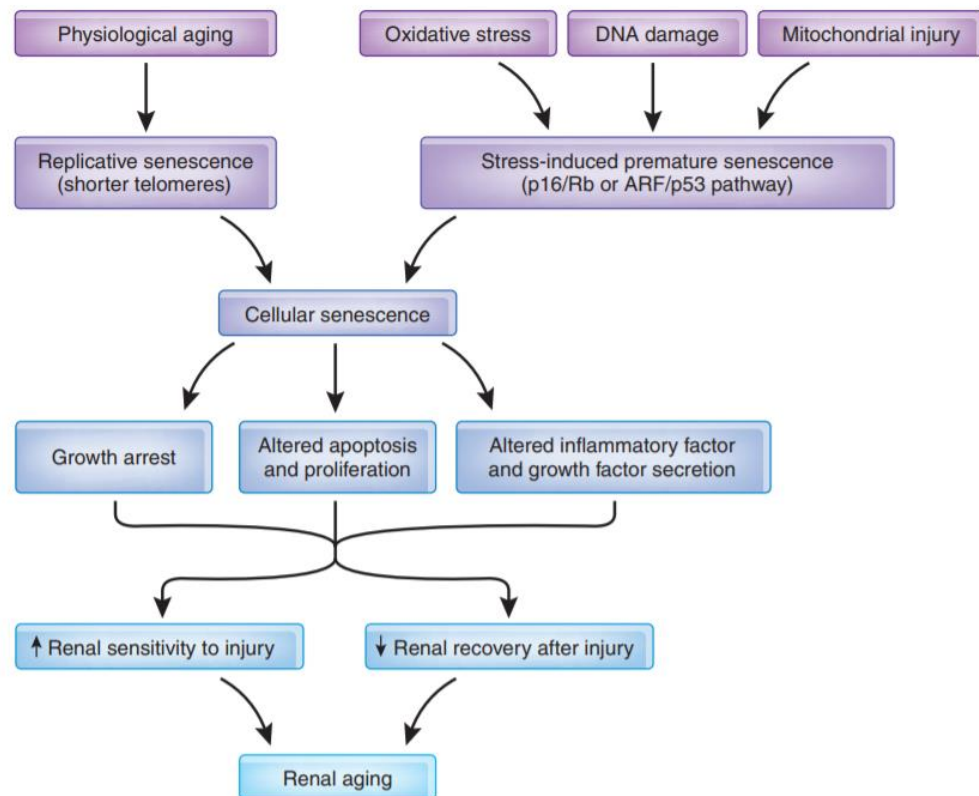 Physiological aging
Oxidative stress
DNA damage
Mitochondrial injury
Replicative senescence
(shorter telomeres)
Stress-induced premature senescence
(p16/Rb or ARF/p53 pathway)
Cellular senescence
Growth arrest
Altered apoptosis
and proliferation
Altered inflammatory factor
and growth factor secretion
↑ Renal sensitivity to injury
↓ Renal recovery after injury
Renal aging